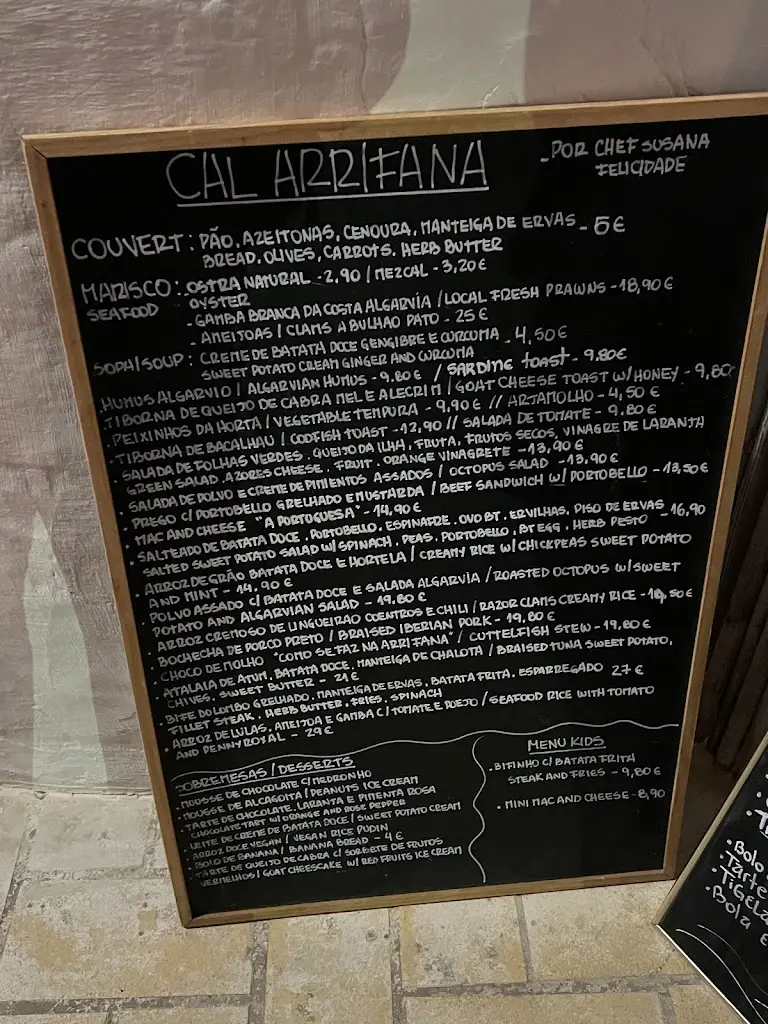 CAL ARRIFANA
- POR CHEF SUSANA
FELICIDADE
COUVERT: PÃO, AZEITONAS, CENOURA, MANTEIGA DE ERVAS - 5€
BREAD, OLIVES, CARROTS, HERB BUTTER
MARISCO: OSTRA NATURAL - 2,90 / MEZCAL - 3,20€
SEAFOOD OYSTER
- GAMBA BRANCA DA COSTA ALGARVIA / LOCAL FRESH PRAWNS - 18,90€
- AMEIJOAS / CLAMS A BULHAO PATO - 25€
SOPA/SOUP: CREME DE BATATA DOCE GENGIBRE E CURCUMA - 4,50€
SWEET POTATO CREAM GINGER AND CURCUMA
. HUMUS ALGARVIO / ALGARVIAN HUMUS - 9.80€ / SARDINE TOAST - 9.80€
. TIBORNA DE QUEIJO DE CABRA MEL E ALECRIM / GOAT CHEESE TOAST W/ HONEY - 9,80
. PEIXINHOS DA HORTA / VEGETABLE TEMPURA - 9,90€ // ARJAMOLHO - 4,50€
. TIBORNA DE BACALHAU / CODFISH TOAST - 12,90 // SALADA DE TOMATE - 9.80€
. SALADA DE FOLHAS VERDES, QUEIJO DA ILHA, FRUTA, FRUTOS SECOS, VINAGRE DE LARANJA
GREEN SALAD, AZORES CHEESE, FRUIT, ORANGE VINAGRETE - 13,90€
. SALADA DE POLVO E CREME DE PIMENTOS ASSADOS / OCTOPUS SALAD - 13,90€
. PREGO C/ PORTOBELLO GRELHADO E MUSTARDA / BEEF SANDWICH W/ PORTOBELLO - 13,50€
. MAC AND CHEESE "A PORTUGUESA" - 14,90€
. SALTEADO DE BATATA DOCE, PORTOBELLO, ESPINAFRE, OVO BT, ERVILHAS, PISO DE ERVAS - 16,90
SALTED SWEET POTATO SALAD W/ SPINACH, PEAS, PORTOBELLO, BT EGG, HERB PESTO
. ARROZ DE GRÃO BATATA DOCE E HORTELA / CREAMY RICE W/ CHICKPEAS SWEET POTATO
AND MINT - 14,90€
. POLVO ASSADO C/ BATATA DOCE E SALADA ALGARVIA / ROASTED OCTOPUS W/ SWEET
POTATO AND ALGARVIAN SALAD - 19.80€
. ARROZ CREMOSO DE LINGUEIRAO COENTROS E CHILI / RAZOR CLAMS CREAMY RICE - 19,50€
. BOCHECHA DE PORCO PRETO / BRAISED IBERIAN PORK - 19,80€
. CHOCO DE MOLHO "COMO SE FAZ NA ARRIFANA" / CUTTELFISH STEW - 19,80€
. ATALAIA DE ATUM, BATATA DOCE, MANTEIGA DE CHALOTA / BRAISED TUNA SWEET POTATO,
CHIVES, SWEET BUTTER - 21€
. BIFE DO LOMBO GRELHADO, MANTEIGA DE ERVAS, BATATA FRITA, ESPARREGADO 27€
FILLET STEAK, HERB BUTTER, FRIES, SPINACH
. ARROZ DE LULAS, AMEIJOA E GAMBA C/ TOMATE E POEJO / SEAFOOD RICE WITH TOMATO
AND PENNYROYAL - 29€
SOBREMESAS / DESSERTS
. MOUSSE DE CHOCOLATE C/ MEDRONHO
. MOUSSE DE ALCAGOITA / PEANUTS ICE CREAM
. TARTE DE CHOCOLATE, LARANTA E PIMENTA ROSA
CHOCOLATE TART W/ ORANGE AND ROSE PEPPER
. LEITE DE CREME DE BATATA DOCE / SWEET POTATO CREAM
. ARROZ DOCE VEGAN / VEGAN RICE PUDIN
. BOLO DE BANANA / BANANA BREAD - 4€
. TARTE DE QUEIJO DE CABRA C/ SORBETE DE FRUTOS
VERMELHOS / GOAT CHEESCAKE W/ RED FRUITS ICE CREAM
MENU KIDS
. BIFINHO C/ BATATA FRITA
STEAK AND FRIES - 9,80€
. MINI MAC AND CHEESE - 8,90
. Bolo
. Tarte
. Tigela
. Bola E